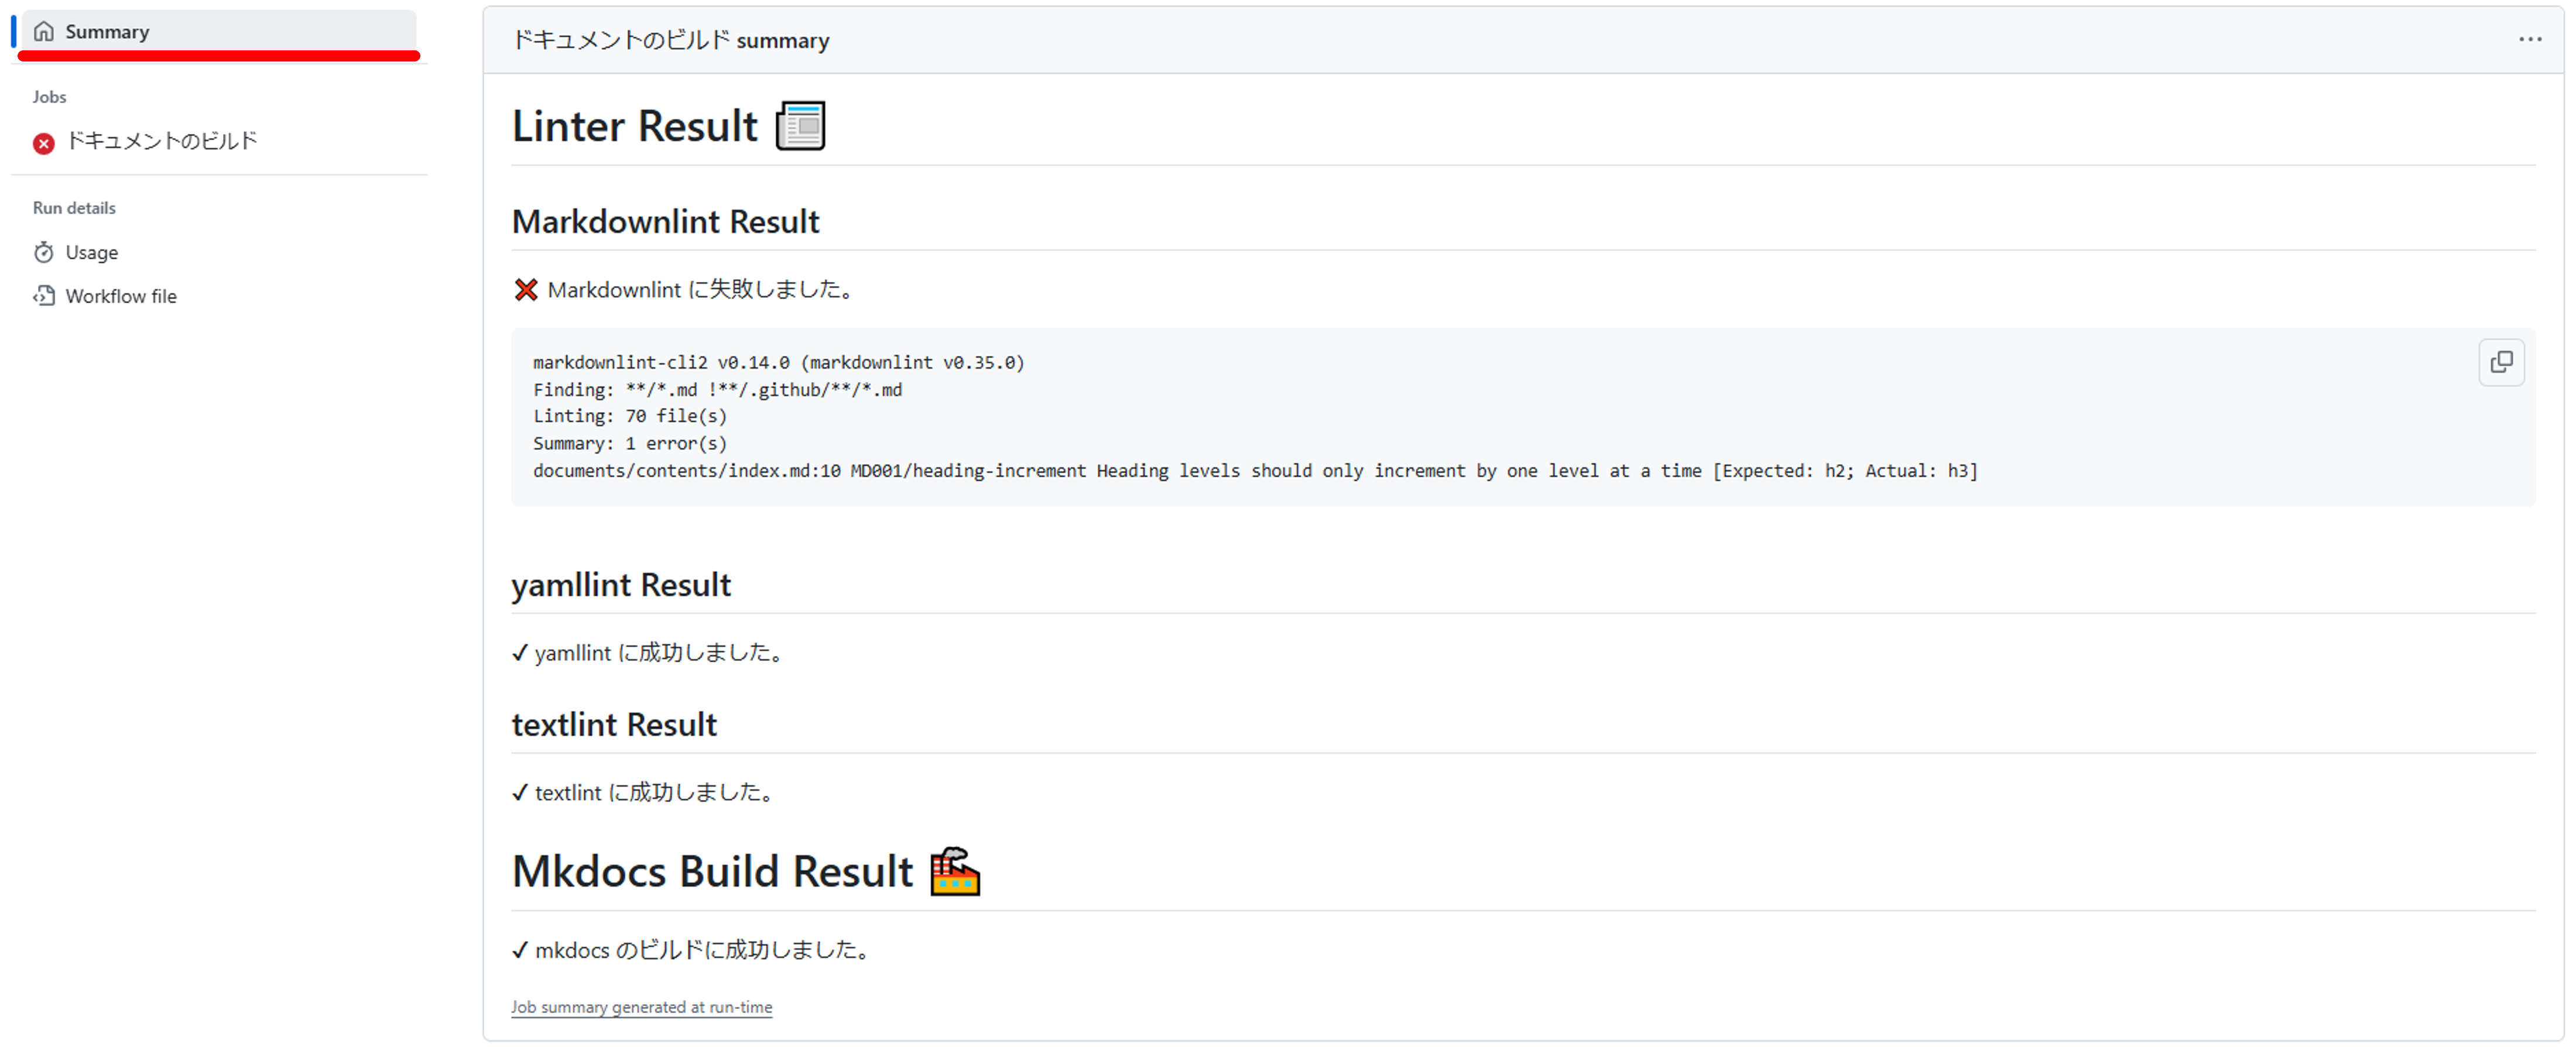 Summary
Jobs
ドキュメントのビルド
Run details
Usage
Workflow file
ドキュメントのビルド summary
Linter Result
Markdownlint Result
❌ Markdownlint に失敗しました。
markdownlint-cli2 v0.14.0 (markdownlint v0.35.0)
Finding: **/*.md !**/.github/**/*.md
Linting: 70 file(s)
Summary: 1 error(s)
documents/contents/index.md:10 MD001/heading-increment Heading levels should only increment by one level at a time [Expected: h2; Actual: h3]
yamllint Result
✔ yamllint に成功しました。
textlint Result
✔ textlint に成功しました。
Mkdocs Build Result
✔ mkdocs のビルドに成功しました。
Job summary generated at run-time